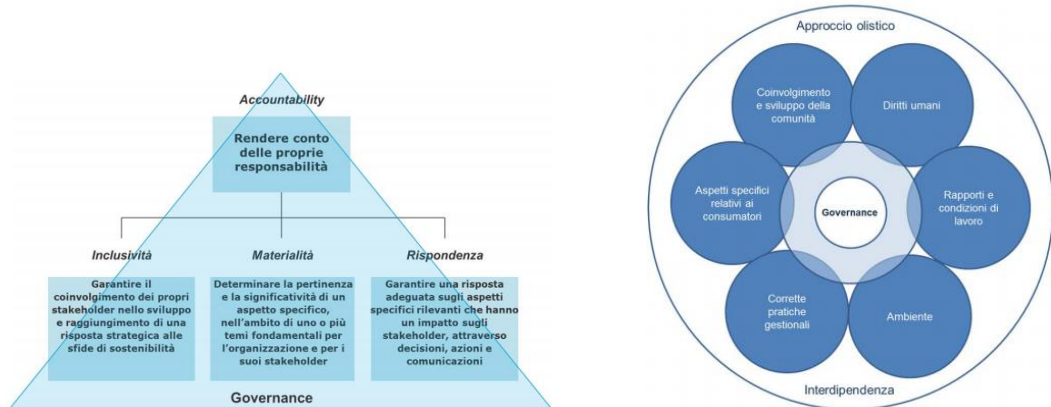 Accountability
Rendere conto
delle proprie
responsabilità
Inclusività
Garantire il
coinvolgimento dei propri
stakeholder nello sviluppo
e raggiungimento di una
risposta strategica alle
sfide di sostenibilità
Materialità
Determinare la pertinenza
e la significatività di un
aspetto specifico,
nell'ambito di uno o più
temi fondamentali per
l'organizzazione e per i
suoi stakeholder
Rispondenza
Garantire una risposta
adeguata sugli aspetti
specifici rilevanti che hanno
un impatto sugli
stakeholder, attraverso
decisioni, azioni e
comunicazioni
Governance
Approccio olistico
Coinvolgimento
e sviluppo della
comunità
Diritti umani
Aspetti specifici
relativi ai
consumatori
Governance
Rapporti e
condizioni di
lavoro
Corrette
pratiche
gestionali
Ambiente
Interdipendenza